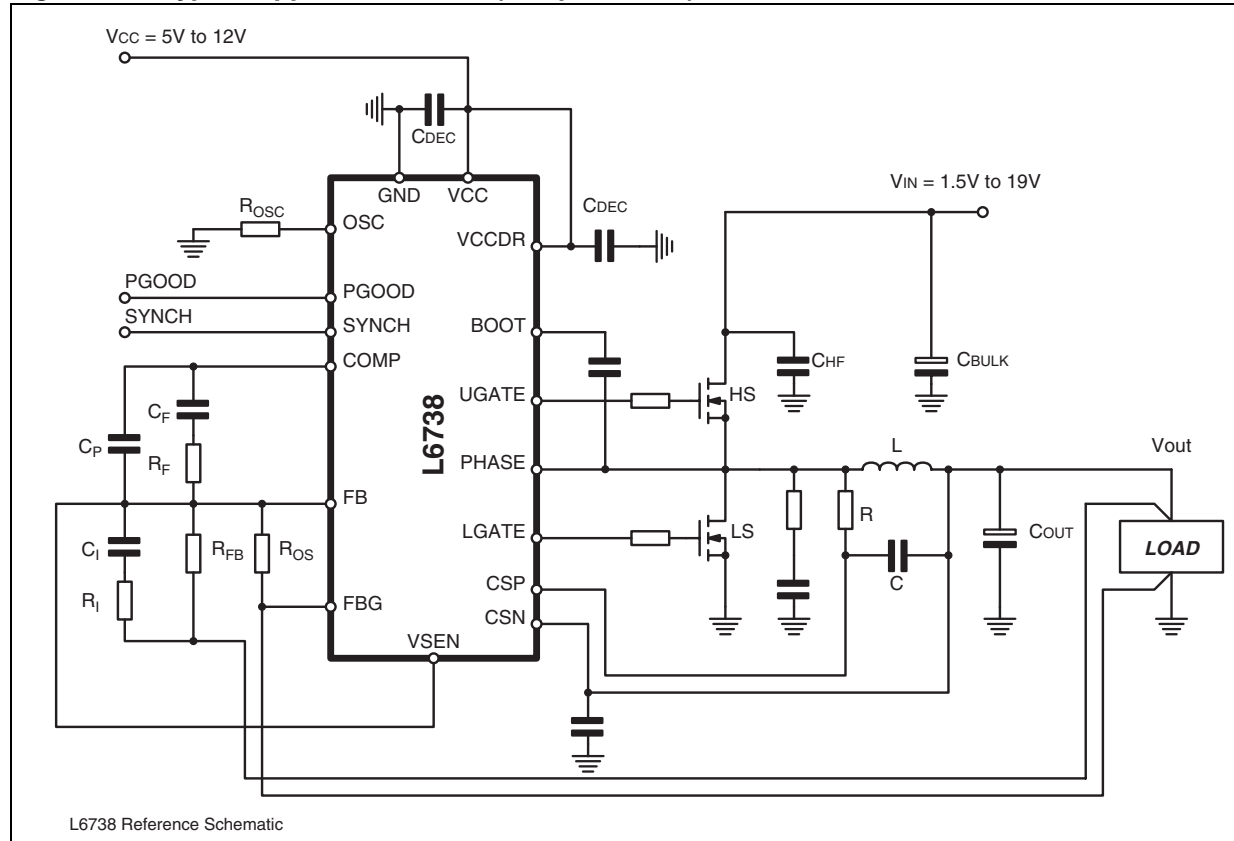 VCC = 5V to 12V
CDEC
GND
VCC
VIN = 1.5V to 19V
ROSC
OSC
CDEC
VCCDR
PGOOD
PGOOD
SYNCH
SYNCH
BOOT
COMP
CHF
CBULK
UGATE
HS
CF
L6738
CP
RF
PHASE
L
Vout
FB
R
LGATE
LS
COUT
LOAD
CI
RFB
ROS
CSP
C
RI
FBG
CSN
VSEN
L6738 Reference Schematic